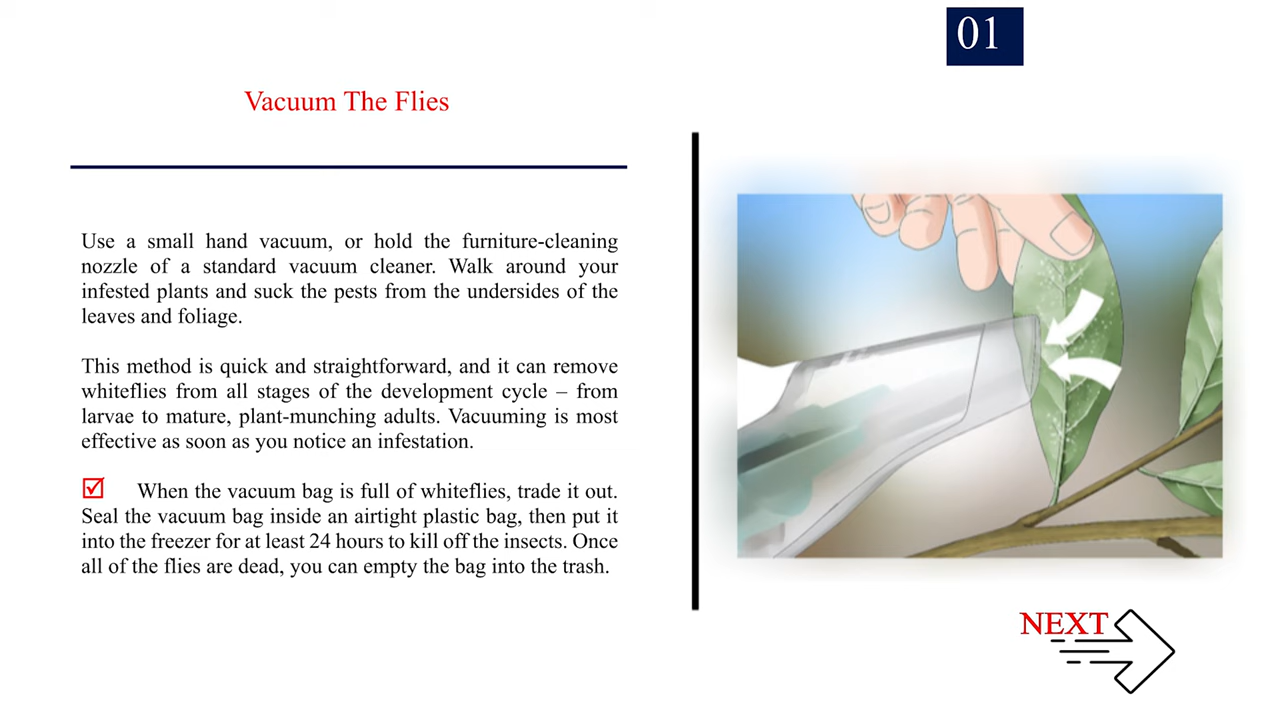 01
Vacuum The Flies
Use a small hand vacuum, or hold the furniture-cleaning
nozzle of a standard vacuum cleaner. Walk around your
infested plants and suck the pests from the undersides of the
leaves and foliage.
This method is quick and straightforward, and it can remove
whiteflies from all stages of the development cycle – from
larvae to mature, plant-munching adults. Vacuuming is most
effective as soon as you notice an infestation.
When the vacuum bag is full of whiteflies, trade it out.
Seal the vacuum bag inside an airtight plastic bag, then put it
into the freezer for at least 24 hours to kill off the insects. Once
all of the flies are dead, you can empty the bag into the trash.
NEXT